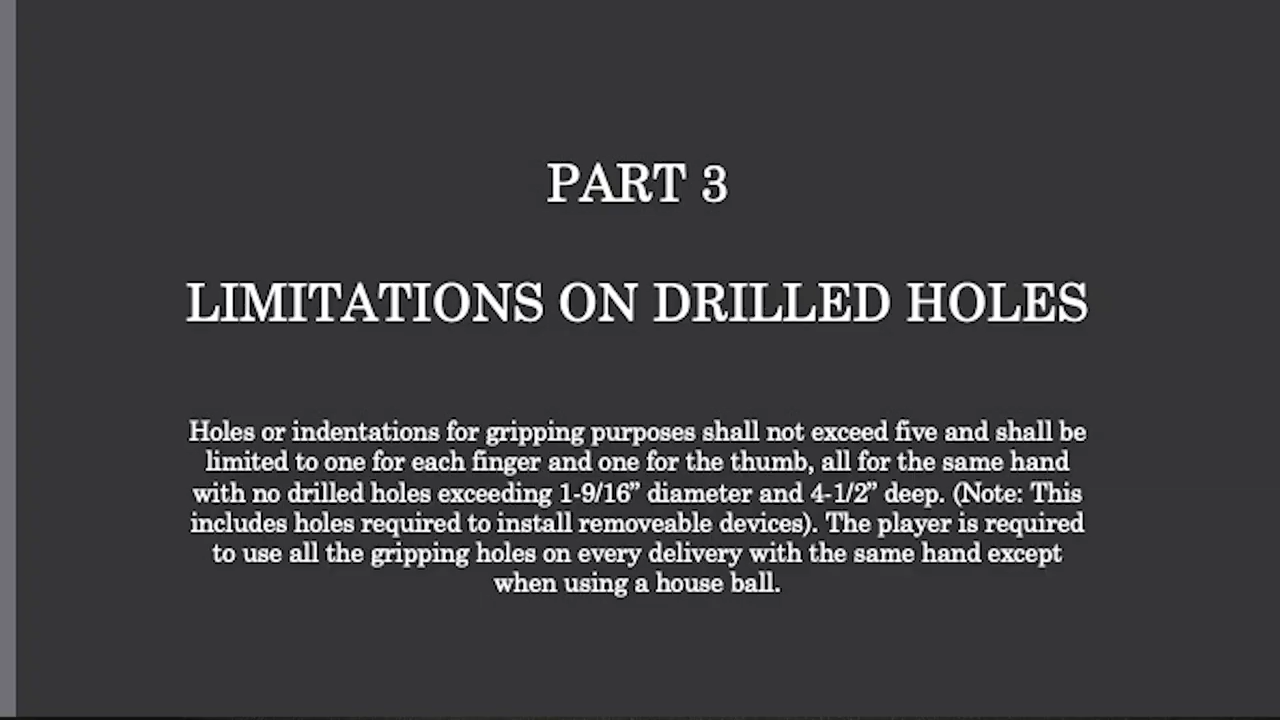 PART 3
LIMITATIONS ON DRILLED HOLES
Holes or indentations for gripping purposes shall not exceed five and shall be
limited to one for each finger and one for the thumb, all for the same hand
with no drilled holes exceeding 1-9/16” diameter and 4-1/2” deep. (Note: This
includes holes required to install removeable devices). The player is required
to use all the gripping holes on every delivery with the same hand except
when using a house ball.